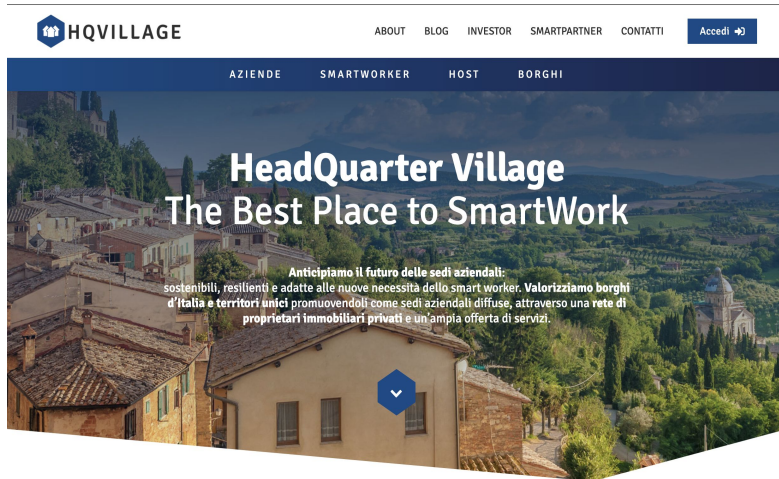 HQVILLAGE
ABOUT BLOG INVESTOR SMARTPARTNER CONTATTI Accedi
AZIENDE SMARTWORKER HOST BORGHI
HeadQuarter Village
The Best Place to SmartWork
Anticipiamo il futuro delle sedi aziendali:
sostenibili, resilienti e adatte alle nuove necessità dello smart worker. Valorizziamo borghi
d'Italia e territori unici promuovendoli come sedi aziendali diffuse, attraverso una rete di
proprietari immobiliari privati e un'ampia offerta di servizi.